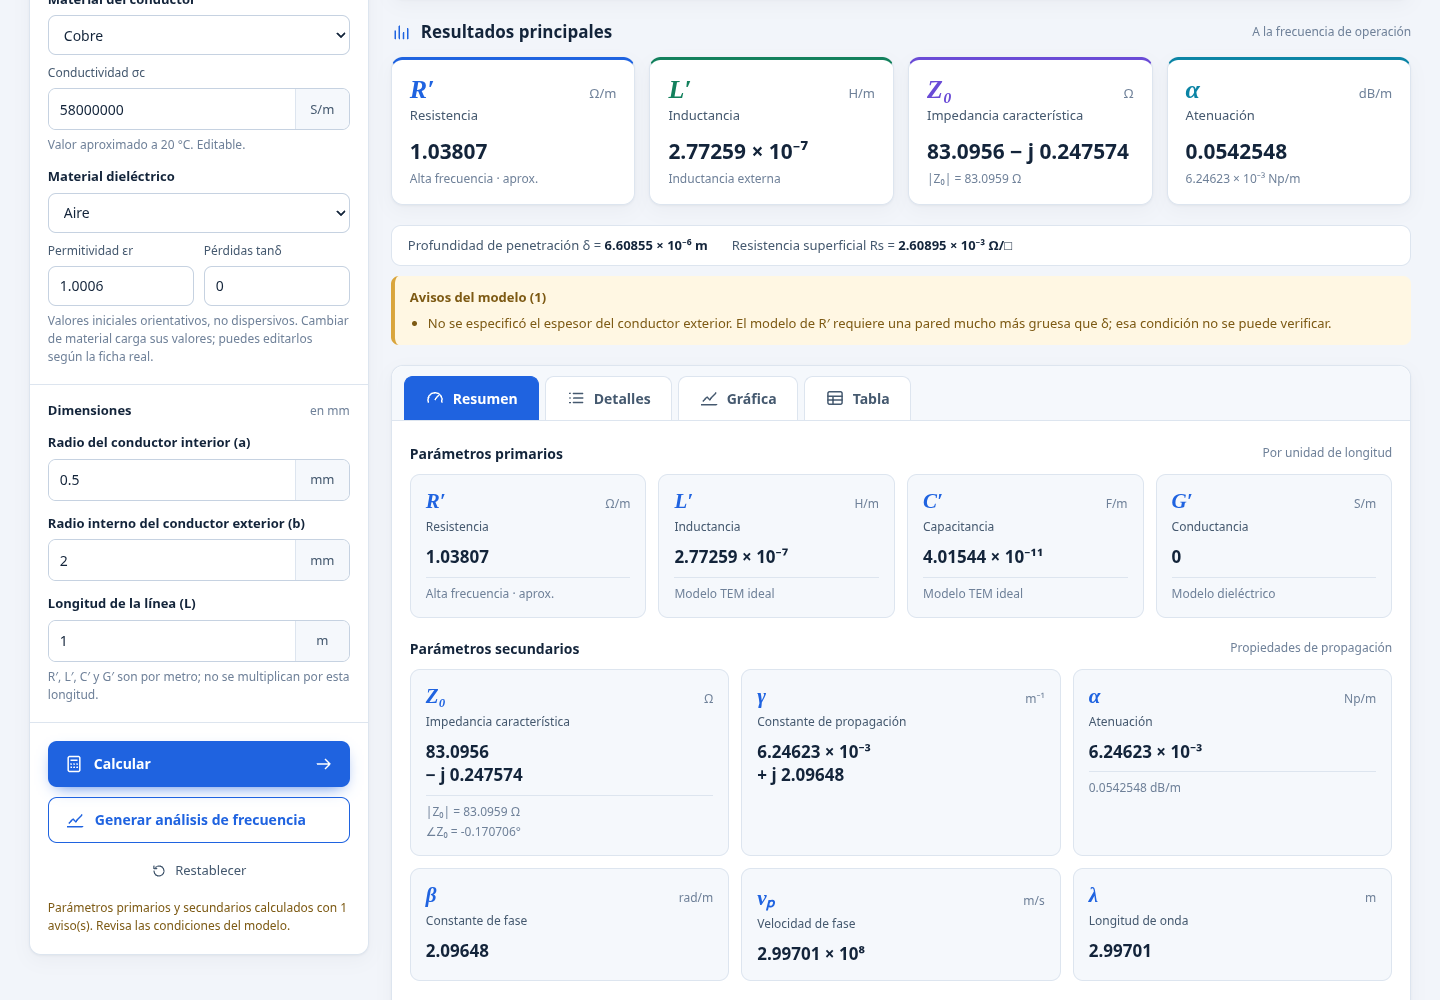 Material del conductor
Cobre
Conductividad σc
58000000 S/m
Valor aproximado a 20 °C. Editable.
Material dieléctrico
Aire
Permitividad εr Pérdidas tanδ
1.0006 0
Valores iniciales orientativos, no dispersivos. Cambiar
de material carga sus valores; puedes editarlos
según la ficha real.
Dimensiones en mm
Radio del conductor interior (a)
0.5 mm
Radio interno del conductor exterior (b)
2 mm
Longitud de la línea (L)
1 m
R′, L′, C′ y G′ son por metro; no se multiplican por esta
longitud.
Calcular →
Generar análisis de frecuencia
Restablecer
Parámetros primarios y secundarios calculados con 1
aviso(s). Revisa las condiciones del modelo.
Resultados principales A la frecuencia de operación
R′ Ω/m
Resistencia
1.03807
Alta frecuencia · aprox.
L′ H/m
Inductancia
2.77259 × 10⁻⁷
Inductancia externa
Z₀ Ω
Impedancia característica
83.0956 − j 0.247574
|Z₀| = 83.0959 Ω
α dB/m
Atenuación
0.0542548
6.24623 × 10⁻³ Np/m
Profundidad de penetración δ = 6.60855 × 10⁻⁶ m Resistencia superficial Rs = 2.60895 × 10⁻³ Ω/□
Avisos del modelo (1)
• No se especificó el espesor del conductor exterior. El modelo de R′ requiere una pared mucho más gruesa que δ; esa condición no se puede verificar.
Resumen Detalles Gráfica Tabla
Parámetros primarios Por unidad de longitud
R′ Ω/m
Resistencia
1.03807
Alta frecuencia · aprox.
L′ H/m
Inductancia
2.77259 × 10⁻⁷
Modelo TEM ideal
C′ F/m
Capacitancia
4.01544 × 10⁻¹¹
Modelo TEM ideal
G′ S/m
Conductancia
0
Modelo dieléctrico
Parámetros secundarios Propiedades de propagación
Z₀ Ω
Impedancia característica
83.0956
− j 0.247574
|Z₀| = 83.0959 Ω
∠Z₀ = -0.170706°
γ m⁻¹
Constante de propagación
6.24623 × 10⁻³
+ j 2.09648
α Np/m
Atenuación
6.24623 × 10⁻³
0.0542548 dB/m
β rad/m
Constante de fase
2.09648
vₚ m/s
Velocidad de fase
2.99701 × 10⁸
λ m
Longitud de onda
2.99701